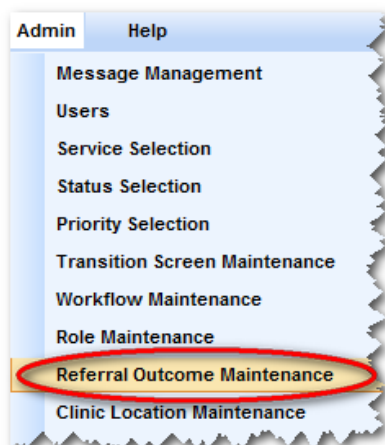 Admin Help
Message Management
Users
Service Selection
Status Selection
Priority Selection
Transition Screen Maintenance
Workflow Maintenance
Role Maintenance
Referral Outcome Maintenance
Clinic Location Maintenance